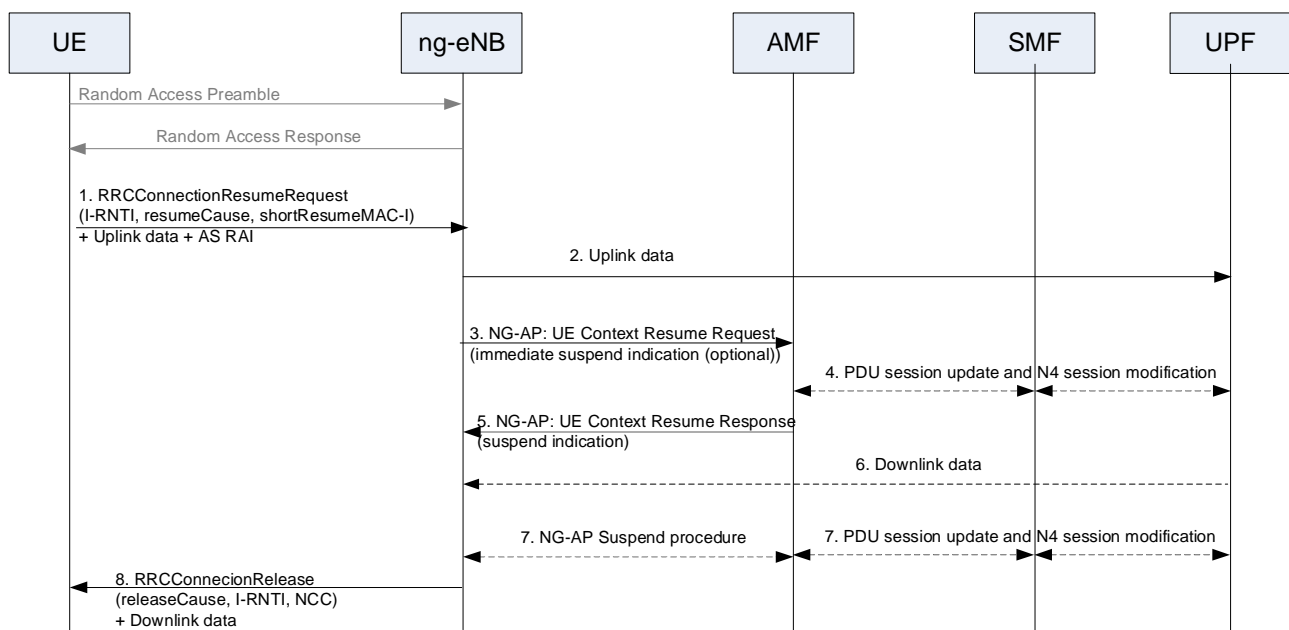 UE
ng-eNB
AMF
SMF
UPF
Random Access Preamble
Random Access Response
1. RRCConnectionResumeRequest
(I-RNTI, resumeCause, shortResumeMAC-I)
+ Uplink data + AS RAI
2. Uplink data
3. NG-AP: UE Context Resume Request
(immediate suspend indication (optional))
4. PDU session update and N4 session modification
5. NG-AP: UE Context Resume Response
(suspend indication)
6. Downlink data
7. NG-AP Suspend procedure
7. PDU session update and N4 session modification
8. RRCConnecionRelease
(releaseCause, I-RNTI, NCC)
+ Downlink data